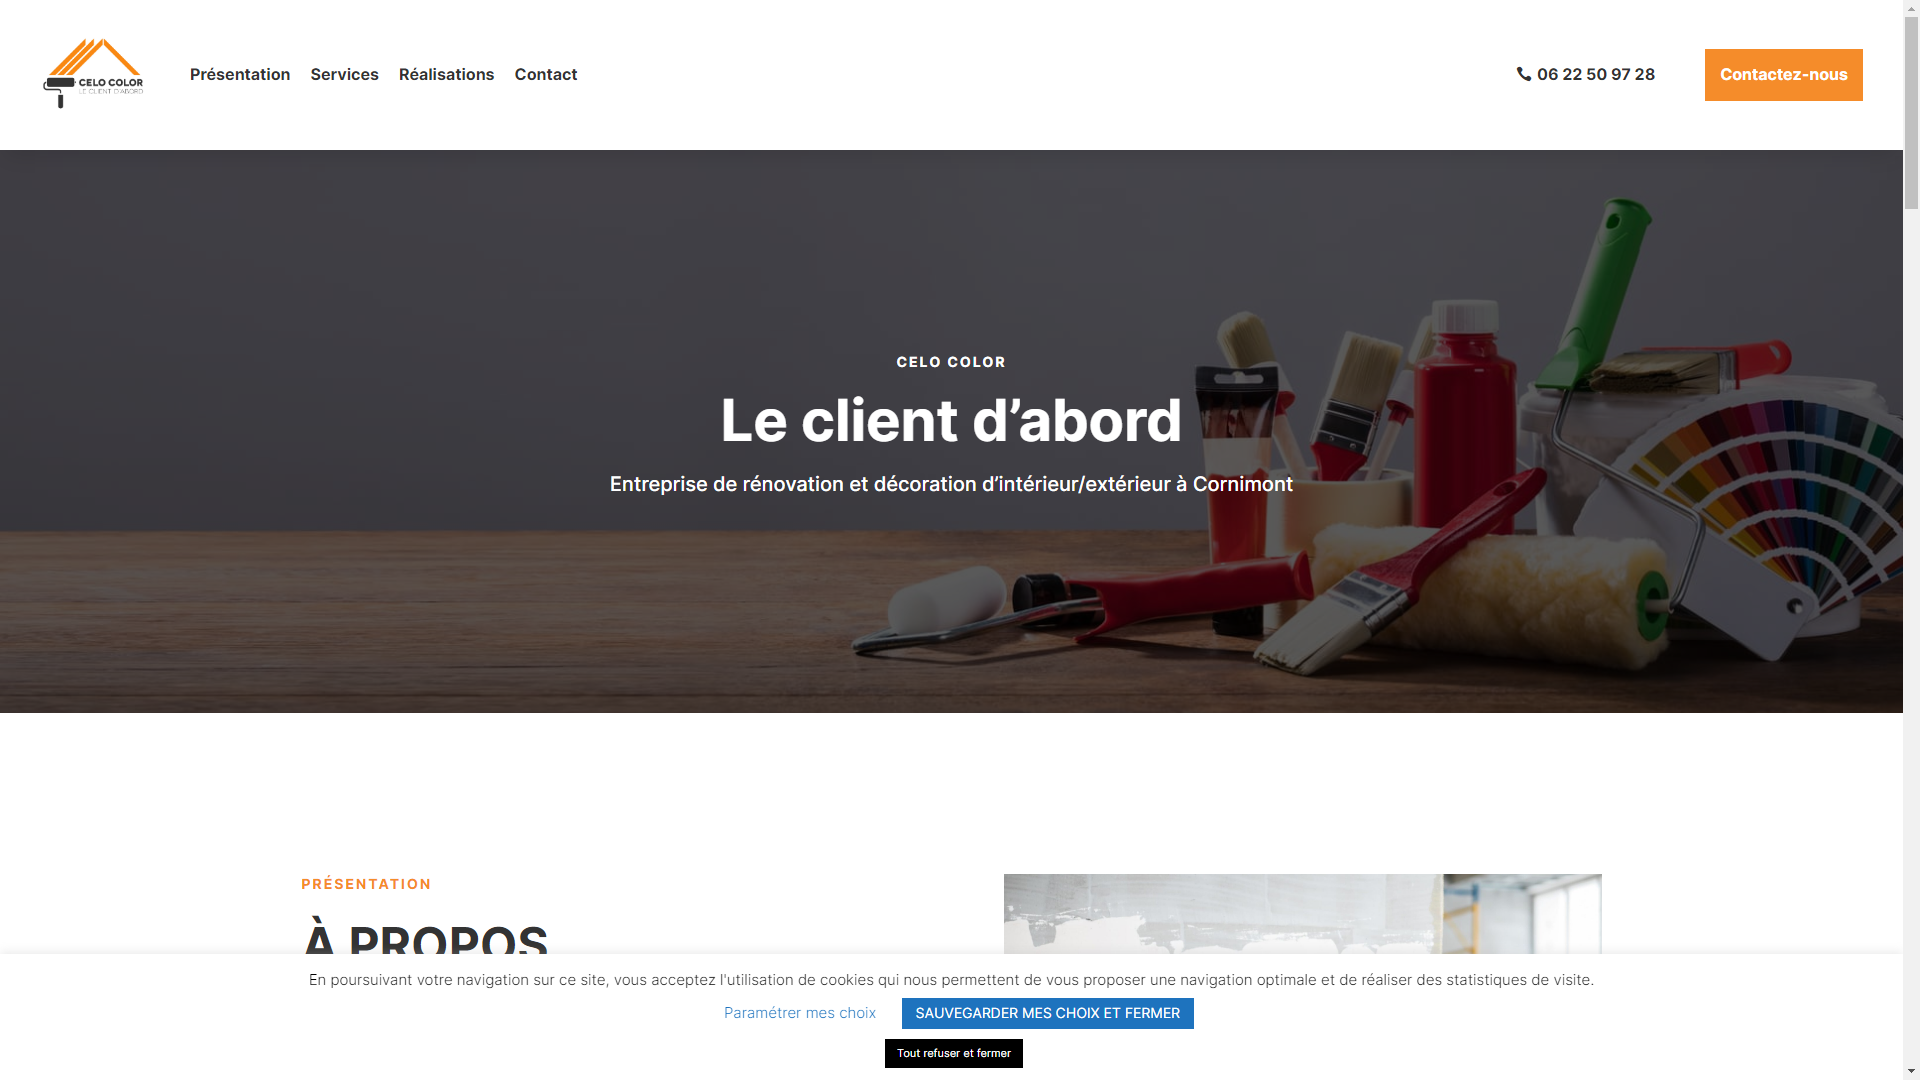 CELO COLOR
LE CLIENT D'ABORD
Présentation
Services
Réalisations
Contact
06 22 50 97 28
Contactez-nous
CELO COLOR
Le client d’abord
Entreprise de rénovation et décoration d’intérieur/extérieur à Cornimont
PRÉSENTATION
À PROPOS
En poursuivant votre navigation sur ce site, vous acceptez l'utilisation de cookies qui nous permettent de vous proposer une navigation optimale et de réaliser des statistiques de visite.
Paramétrer mes choix
SAUVEGARDER MES CHOIX ET FERMER
Tout refuser et fermer